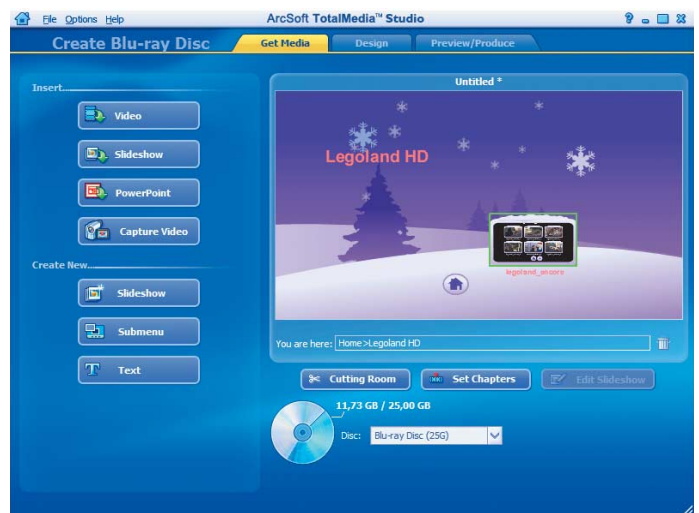 File Options Help
ArcSoft TotalMedia™ Studio
?
Create Blu-ray Disc
Get Media
Design
Preview/Produce
Insert
Video
Slideshow
PowerPoint
Capture Video
Create New
Slideshow
Submenu
Text
Untitled *
Legoland HD
legoland_encore
You are here: Home>Legoland HD
Cutting Room
Set Chapters
Edit Slideshow
11,73 GB / 25,00 GB
Disc: Blu-ray Disc (25G)